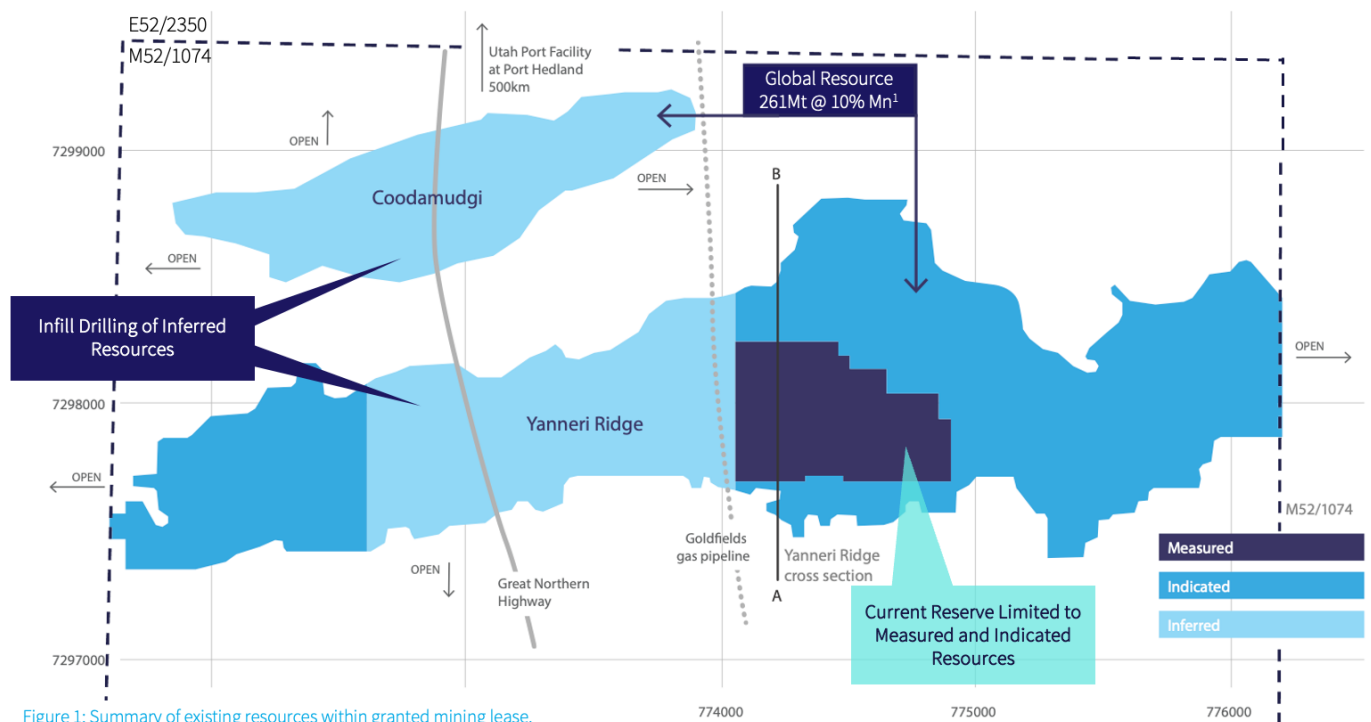 E52/2350
M52/1074
Utah Port Facility
at Port Hedland
500km
Global Resource
261Mt @ 10% Mn¹
OPEN
7299000
OPEN
B
Coodamudgi
OPEN
Infill Drilling of Inferred
Resources
OPEN
7298000
Yanneri Ridge
OPEN
M52/1074
Goldfields
gas pipeline
Yanneri Ridge
cross section
Measured
OPEN
Great Northern
Highway
A
Indicated
Current Reserve Limited to
Measured and Indicated
Resources
Inferred
7297000
Figure 1: Summary of existing resources within granted mining lease.
774000
775000
776000